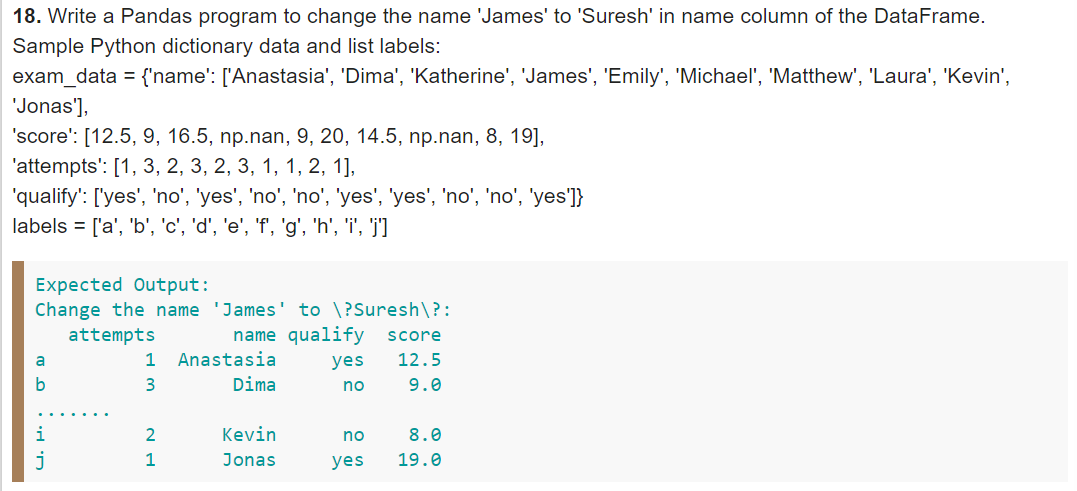 18. Write a Pandas program to change the name 'James' to 'Suresh' in name column of the DataFrame.
Sample Python dictionary data and list labels:
exam_data = {'name': ['Anastasia', 'Dima', 'Katherine', 'James', 'Emily', 'Michael', 'Matthew', 'Laura', 'Kevin',
'Jonas'],
'score': [12.5, 9, 16.5, np.nan, 9, 20, 14.5, np.nan, 8, 19],
'attempts': [1, 3, 2, 3, 2, 3, 1, 1, 2, 1],
'qualify': ['yes', 'no', 'yes', 'no', 'no', 'yes', 'yes', 'no', 'no', 'yes']}
labels = ['a', 'b', 'c', 'd', 'e', 'f', 'g', 'h', 'i', 'j']
Expected Output:
Change the name 'James' to \?Suresh\?:
attempts name qualify score
a 1 Anastasia yes 12.5
b 3 Dima no 9.0
.......
i 2 Kevin no 8.0
j 1 Jonas yes 19.0